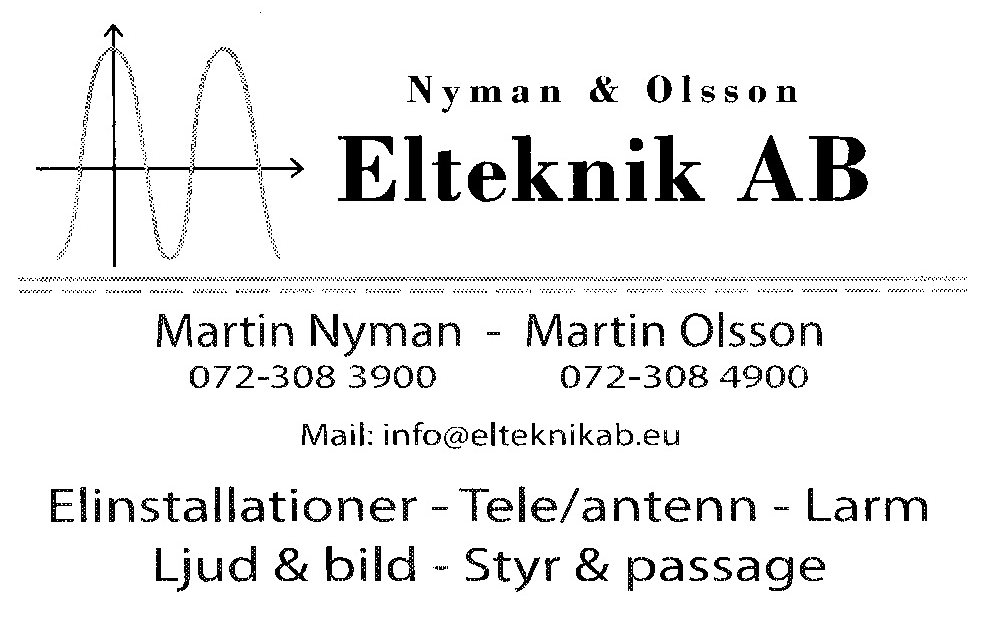 Nyman & Olsson
Elteknik AB
Martin Nyman - Martin Olsson
072-308 3900 072-308 4900
Mail: info@elteknikab.eu
Elinstallationer - Tele/antenn - Larm
Ljud & bild - Styr & passage